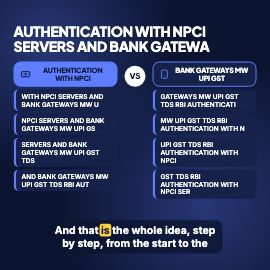 AUTHENTICATION WITH NPCI
SERVERS AND BANK GATEWA
AUTHENTICATION
WITH NPCI
VS
BANK GATEWAYS MW
UPI GST
WITH NPCI SERVERS AND
BANK GATEWAYS MW U
GATEWAYS MW UPI GST
TDS RBI AUTHENTICATI
NPCI SERVERS AND BANK
GATEWAYS MW UPI GS
MW UPI GST TDS RBI
AUTHENTICATION WITH N
SERVERS AND BANK
GATEWAYS MW UPI GST
TDS
UPI GST TDS RBI
AUTHENTICATION WITH
NPCI
AND BANK GATEWAYS MW
UPI GST TDS RBI AUT
GST TDS RBI
AUTHENTICATION WITH
NPCI SER
And that is the whole idea, step
by step, from the start to the